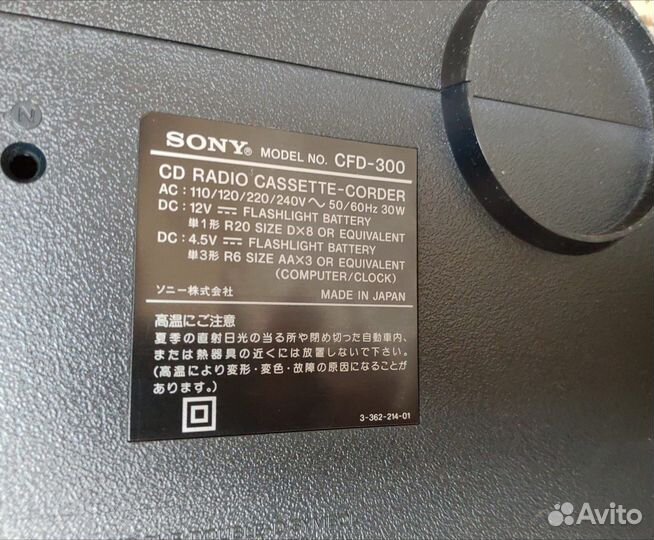 N
SONY® MODEL NO. CFD-300
CD RADIO CASSETTE-CORDER
AC : 110/120/220/240V ～ 50/60Hz 30W
DC : 12V ⎓ FLASHLIGHT BATTERY
単1形 R20 SIZE D×8 OR EQUIVALENT
DC : 4.5V ⎓ FLASHLIGHT BATTERY
単3形 R6 SIZE AA×3 OR EQUIVALENT
(COMPUTER/CLOCK)
ソニー株式会社 MADE IN JAPAN
高温にご注意
夏季の直射日光の当る所や閉め切った自動車内、
または熱器具の近くには放置しないで下さい。
(高温により変形・変色・故障の原因になることが
あります。)
3-362-214-01
Avito